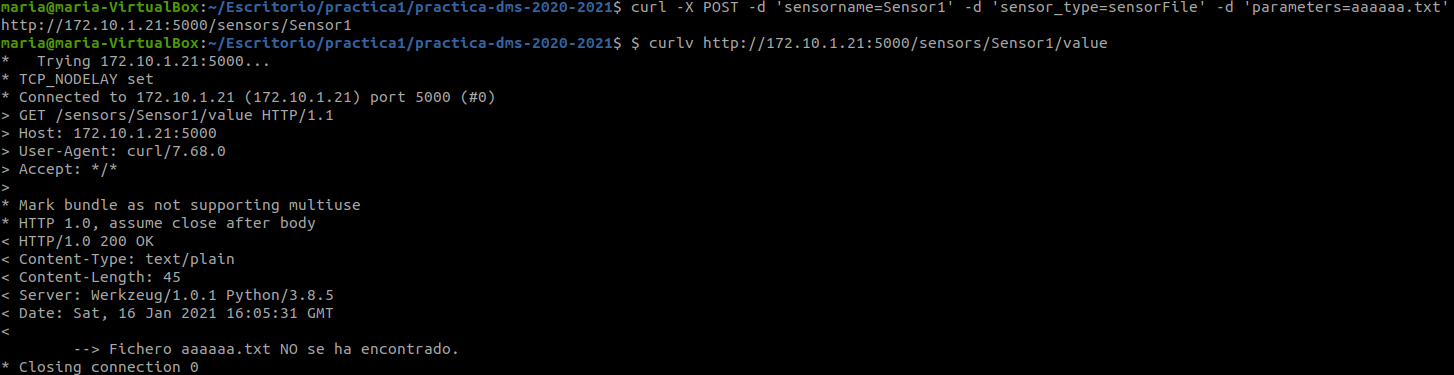 maria@maria-VirtualBox:~/Escritorio/practica1/practica-dms-2020-2021$ curl -X POST -d 'sensorname=Sensor1' -d 'sensor_type=sensorFile' -d 'parameters=aaaaaa.txt'
http://172.10.1.21:5000/sensors/Sensor1
maria@maria-VirtualBox:~/Escritorio/practica1/practica-dms-2020-2021$ $ curlv http://172.10.1.21:5000/sensors/Sensor1/value
*   Trying 172.10.1.21:5000...
* TCP_NODELAY set
* Connected to 172.10.1.21 (172.10.1.21) port 5000 (#0)
> GET /sensors/Sensor1/value HTTP/1.1
> Host: 172.10.1.21:5000
> User-Agent: curl/7.68.0
> Accept: */*
>
* Mark bundle as not supporting multiuse
* HTTP 1.0, assume close after body
< HTTP/1.0 200 OK
< Content-Type: text/plain
< Content-Length: 45
< Server: Werkzeug/1.0.1 Python/3.8.5
< Date: Sat, 16 Jan 2021 16:05:31 GMT
<
        --> Fichero aaaaaa.txt NO se ha encontrado.
* Closing connection 0